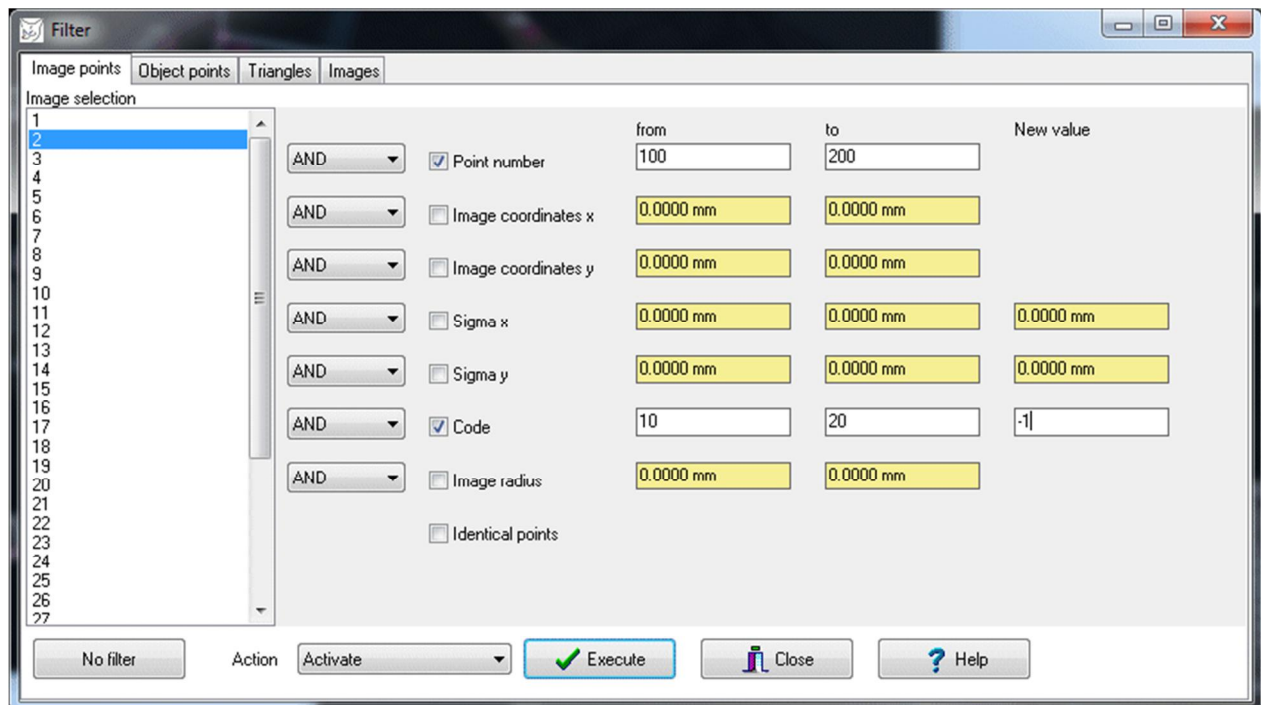 Filter
Image points Object points Triangles Images
Image selection
1
2
3
4
5
6
7
8
9
10
11
12
13
14
15
16
17
18
19
20
21
22
23
24
25
26
27
from to New value
AND Point number 100 200
AND Image coordinates x 0.0000 mm 0.0000 mm
AND Image coordinates y 0.0000 mm 0.0000 mm
AND Sigma x 0.0000 mm 0.0000 mm 0.0000 mm
AND Sigma y 0.0000 mm 0.0000 mm 0.0000 mm
AND Code 10 20 -1
AND Image radius 0.0000 mm 0.0000 mm
Identical points
No filter Action Activate Execute Close Help